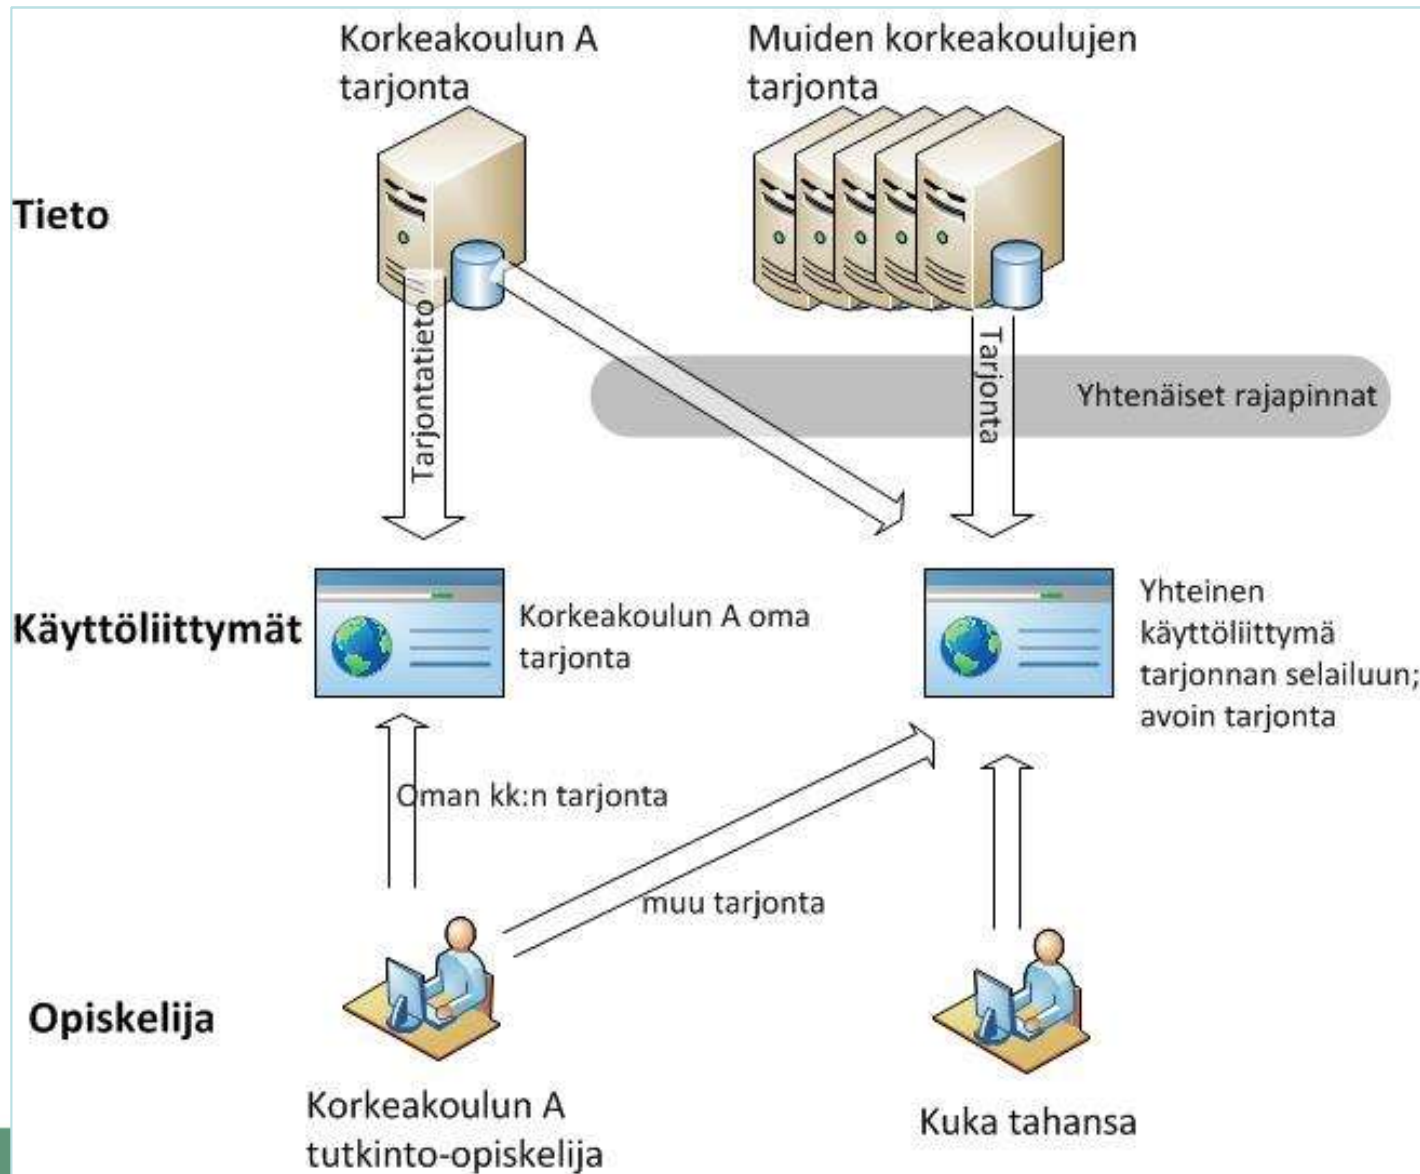 Korkeakoulun A
tarjonta
Muiden korkeakoulujen
tarjonta
Tieto
Tarjontatieto
Tarjonta
Yhtenäiset rajapinnat
Käyttöliittymät
Korkeakoulun A oma
tarjonta
Yhteinen
käyttöliittymä
tarjonnan selailuun;
avoin tarjonta
Oman kk:n tarjonta
muu tarjonta
Opiskelija
Korkeakoulun A
tutkinto-opiskelija
Kuka tahansa